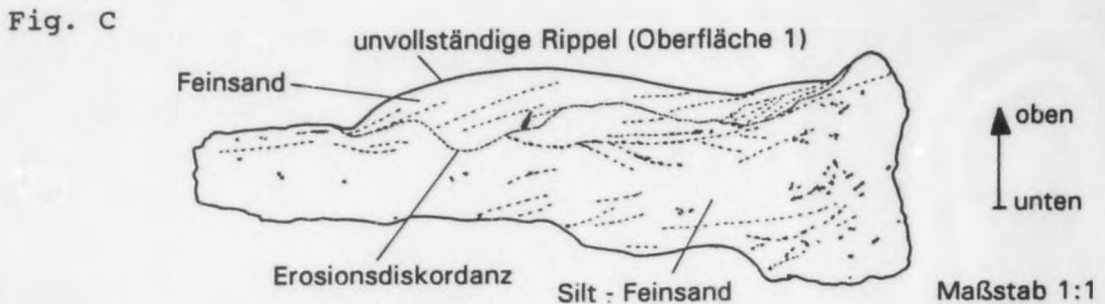 Fig. C
unvollständige Rippel (Oberfläche 1)
Feinsand
oben
unten
Erosionsdiskordanz
Silt - Feinsand
Maßstab 1:1